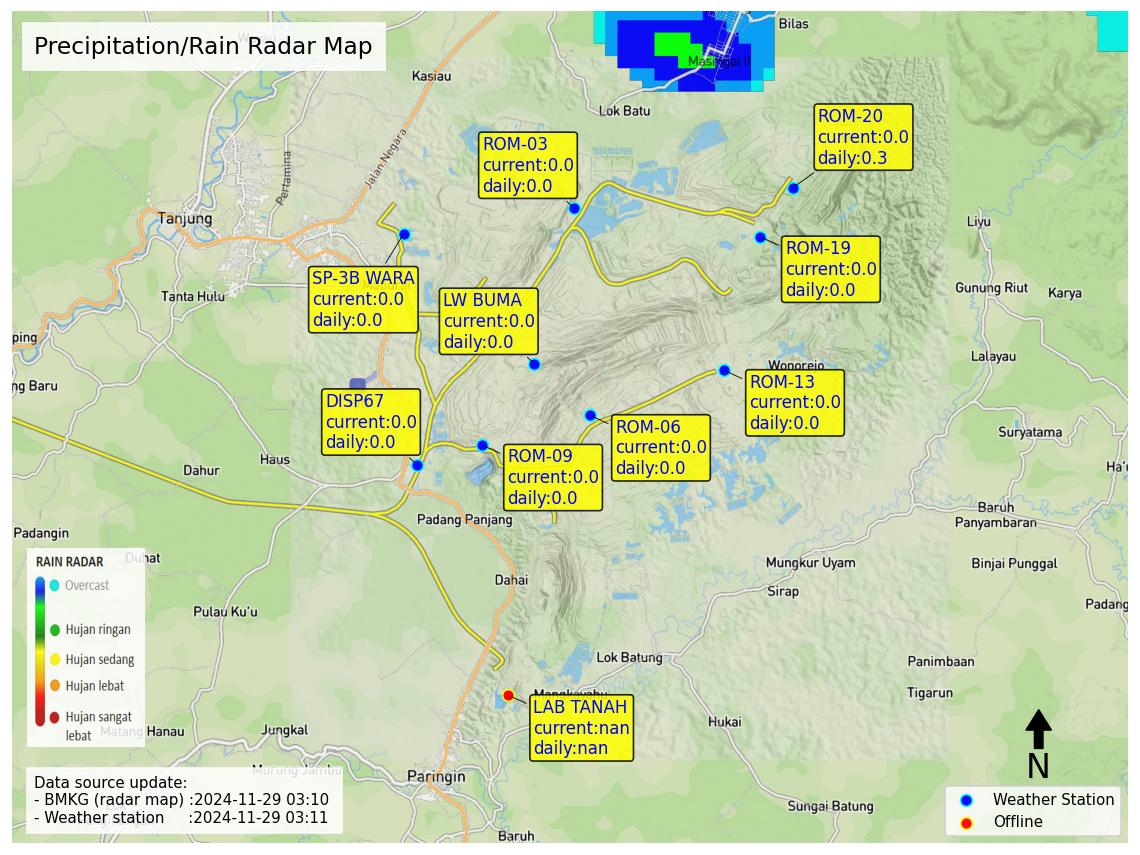 Precipitation/Rain Radar Map
Bilas
Kasiau
Lok Batu
Jalan Negara
Pertamina
ROM-20
current:0.0
daily:0.3
ROM-03
current:0.0
daily:0.0
Tanjung
Liyu
ROM-19
current:0.0
daily:0.0
SP-3B WARA
current:0.0
daily:0.0
LW BUMA
current:0.0
daily:0.0
Tanta Hulu
Gunung Riut
Karya
ping
Lalayau
ng Baru
Wonorejo
ROM-13
current:0.0
daily:0.0
DISP67
current:0.0
daily:0.0
ROM-06
current:0.0
daily:0.0
Suryatama
ROM-09
current:0.0
daily:0.0
Haus
Dahur
Ha'u
Baruh
Panyambaran
Padang Panjang
Padangin
Duhat
Mungkur Uyam
Binjai Punggal
Dahai
Sirap
Padang
Pulau Ku'u
RAIN RADAR
Overcast
Hujan ringan
Hujan sedang
Hujan lebat
Hujan sangat
lebat
Lok Batung
Panimbaan
Tigarun
LAB TANAH
current:nan
daily:nan
Hukai
Jungkal
Paringin
Sungai Batung
Baruh
Data source update:
- BMKG (radar map) :2024-11-29 03:10
- Weather station :2024-11-29 03:11
N
Weather Station
Offline